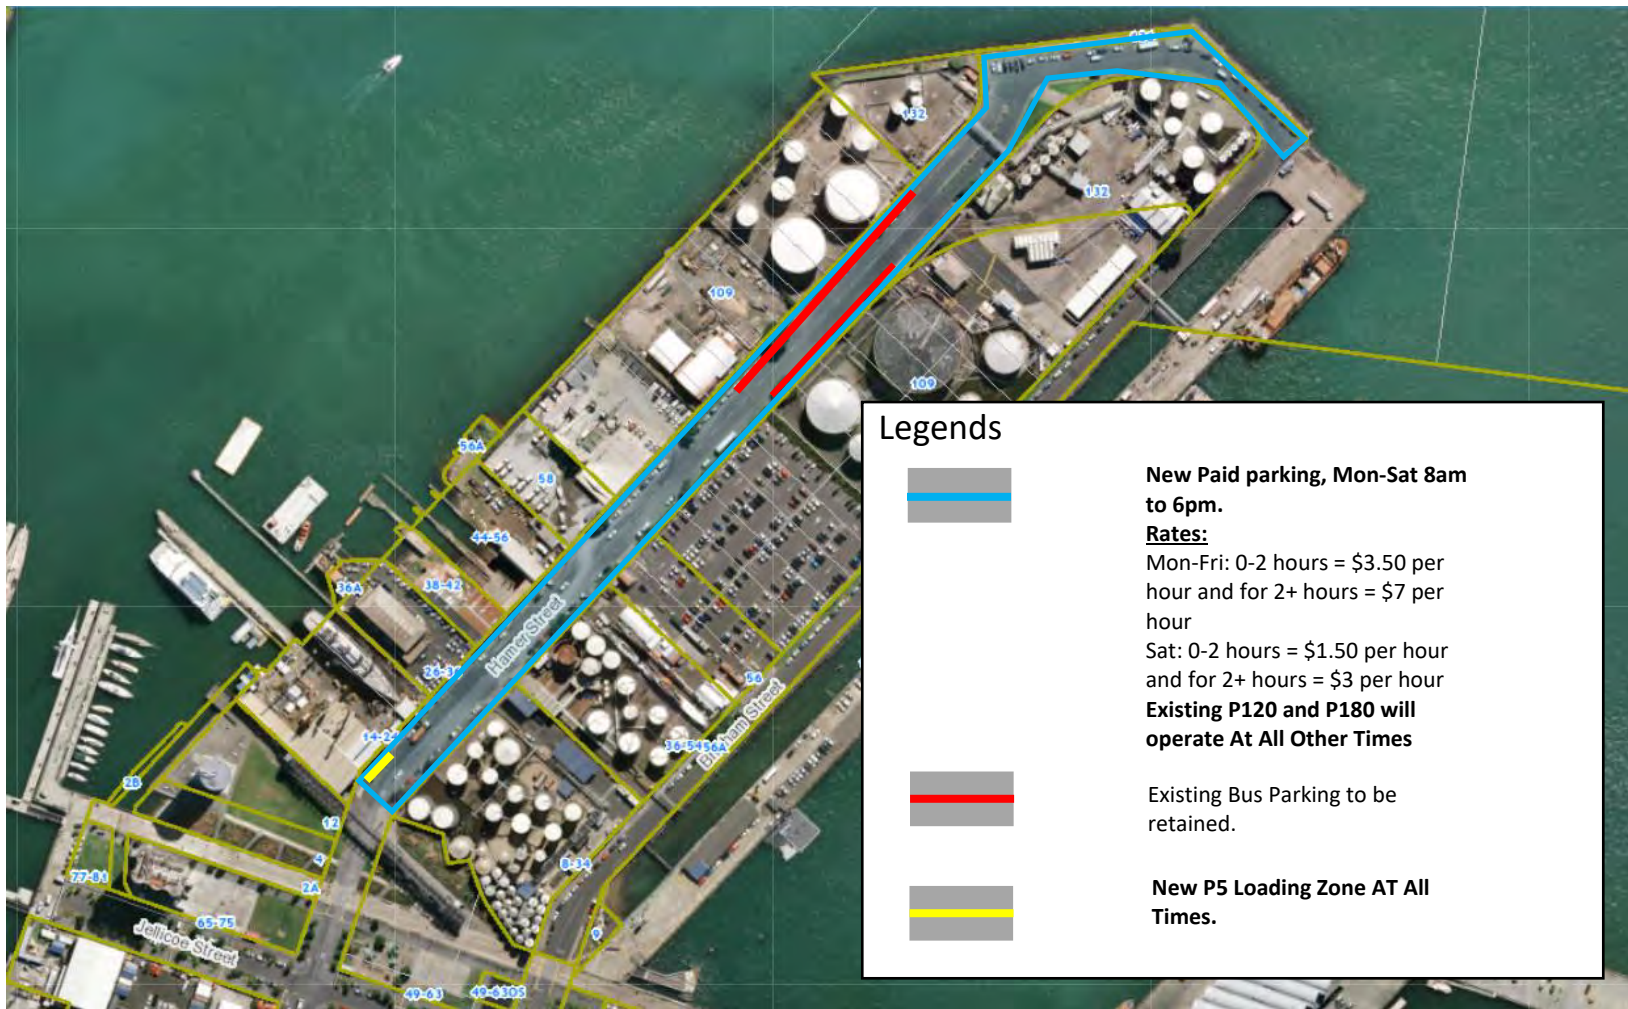 132
132
109
109
56A
58
44-56
36A
38-42
Hamer Street
56
36-54
56A
14-24
2B
12
4
77-81
2A
8-34
65-75
9
Jellicoe Street
49-63
49-63
Legends
New Paid parking, Mon-Sat 8am
to 6pm.
Rates:
Mon-Fri: 0-2 hours = $3.50 per
hour and for 2+ hours = $7 per
hour
Sat: 0-2 hours = $1.50 per hour
and for 2+ hours = $3 per hour
Existing P120 and P180 will
operate At All Other Times
Existing Bus Parking to be
retained.
New P5 Loading Zone AT All
Times.